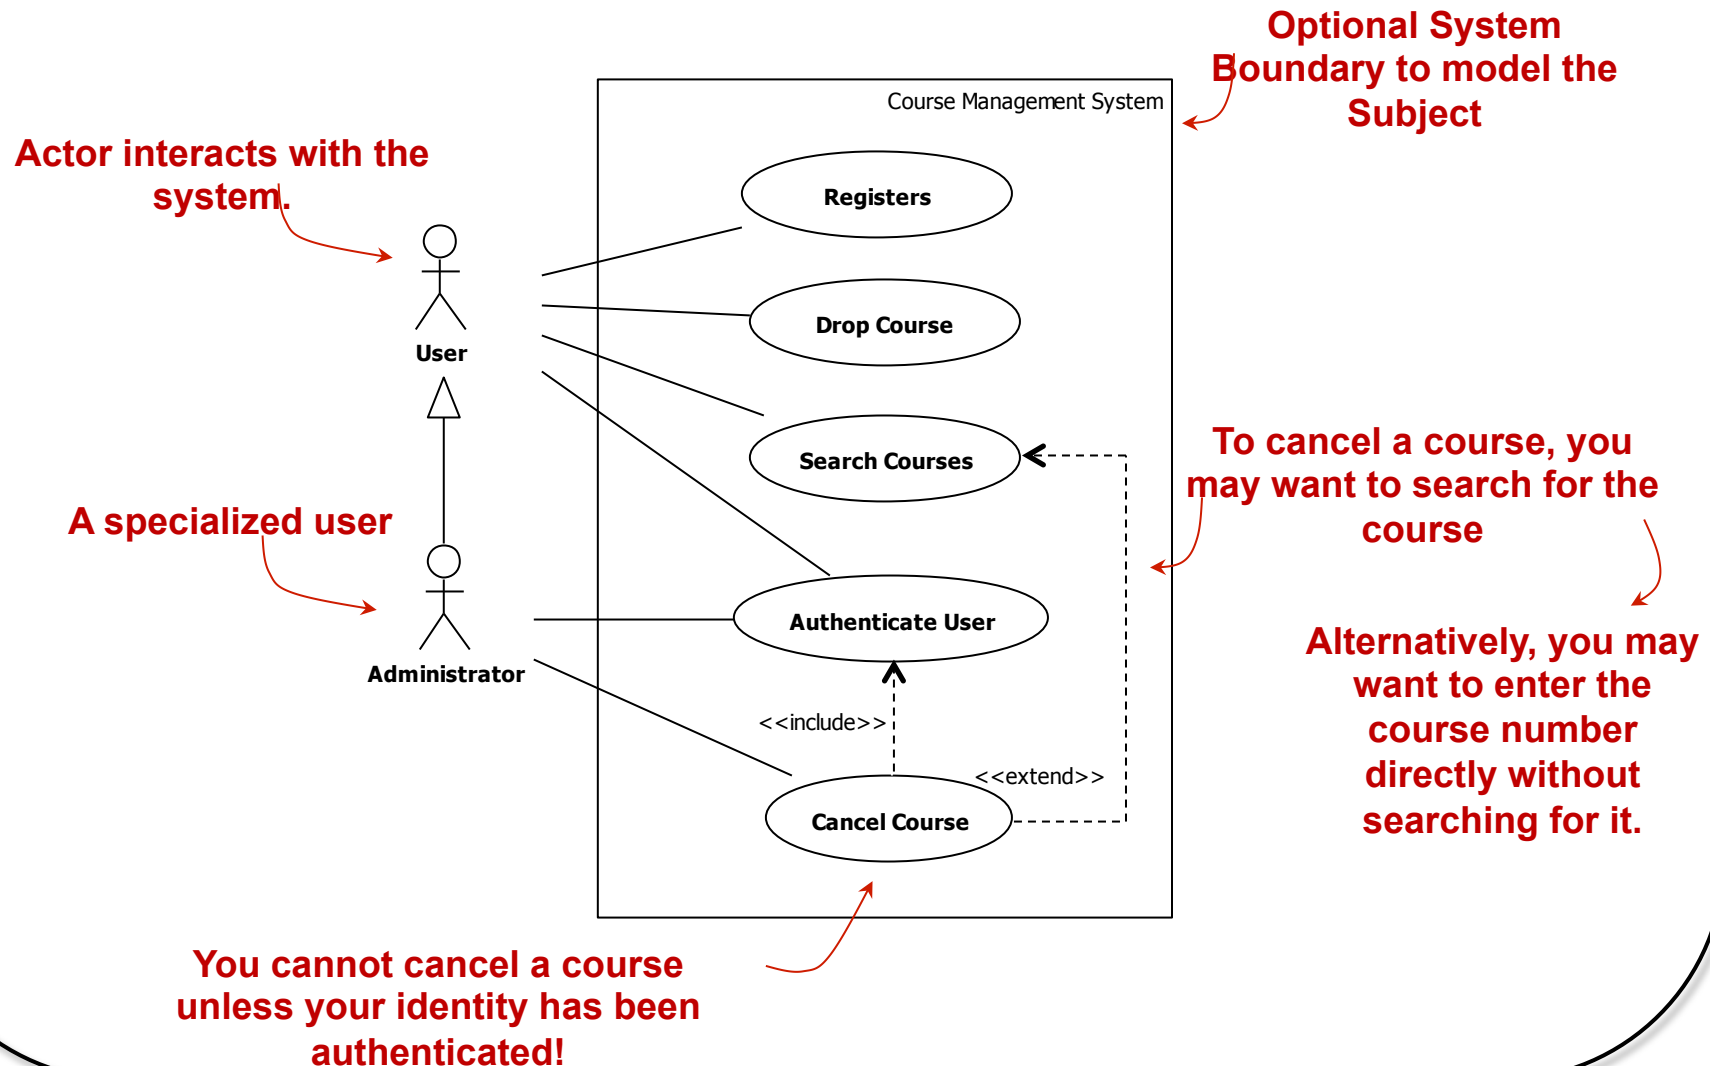 Optional System
Boundary to model the
Subject
Course Management System
Actor interacts with the
system.
Registers
Drop Course
User
Search Courses
To cancel a course, you
may want to search for the
course
A specialized user
Authenticate User
Administrator
Alternatively, you may
want to enter the
course number
directly without
searching for it.
<<include>>
<<extend>>
Cancel Course
You cannot cancel a course
unless your identity has been
authenticated!